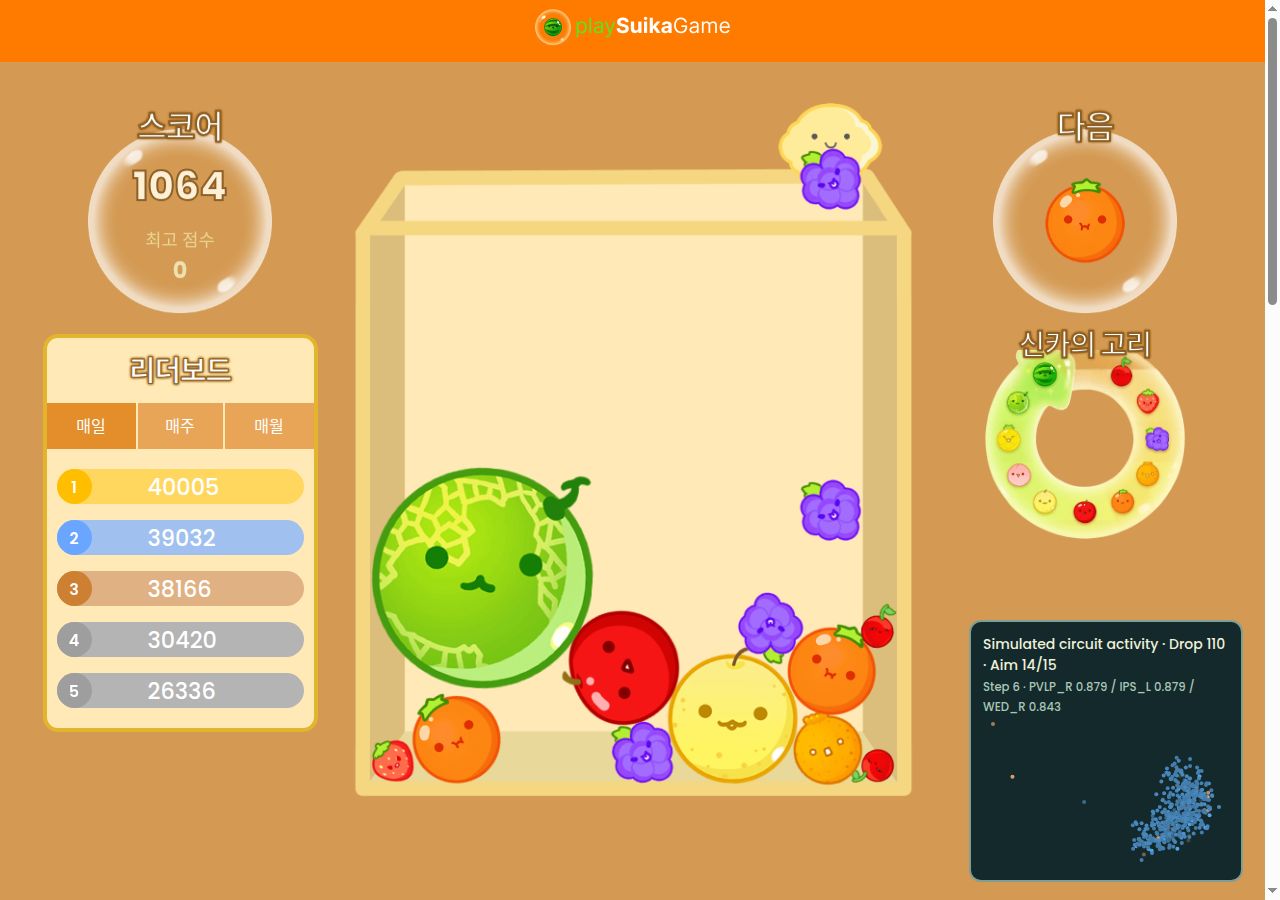 playSuikaGame
스코어
1064
최고 점수
0
다음
리더보드
매일 매주 매월
1 40005
2 39032
3 38166
4 30420
5 26336
신카의 고리
Simulated circuit activity · Drop 110
· Aim 14/15
Step 6 · PVLP_R 0.879 / IPS_L 0.879 /
WED_R 0.843